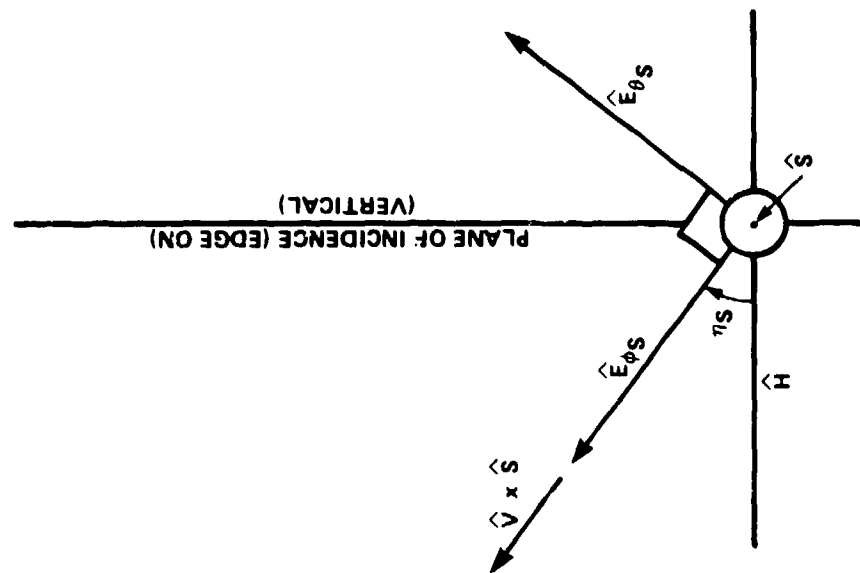 PLANE OF INCIDENCE (EDGE ON)
(VERTICAL)
Ê_θS
Ŝ
η_S
Ê_ϕS
Ĥ
V̂ × Ŝ